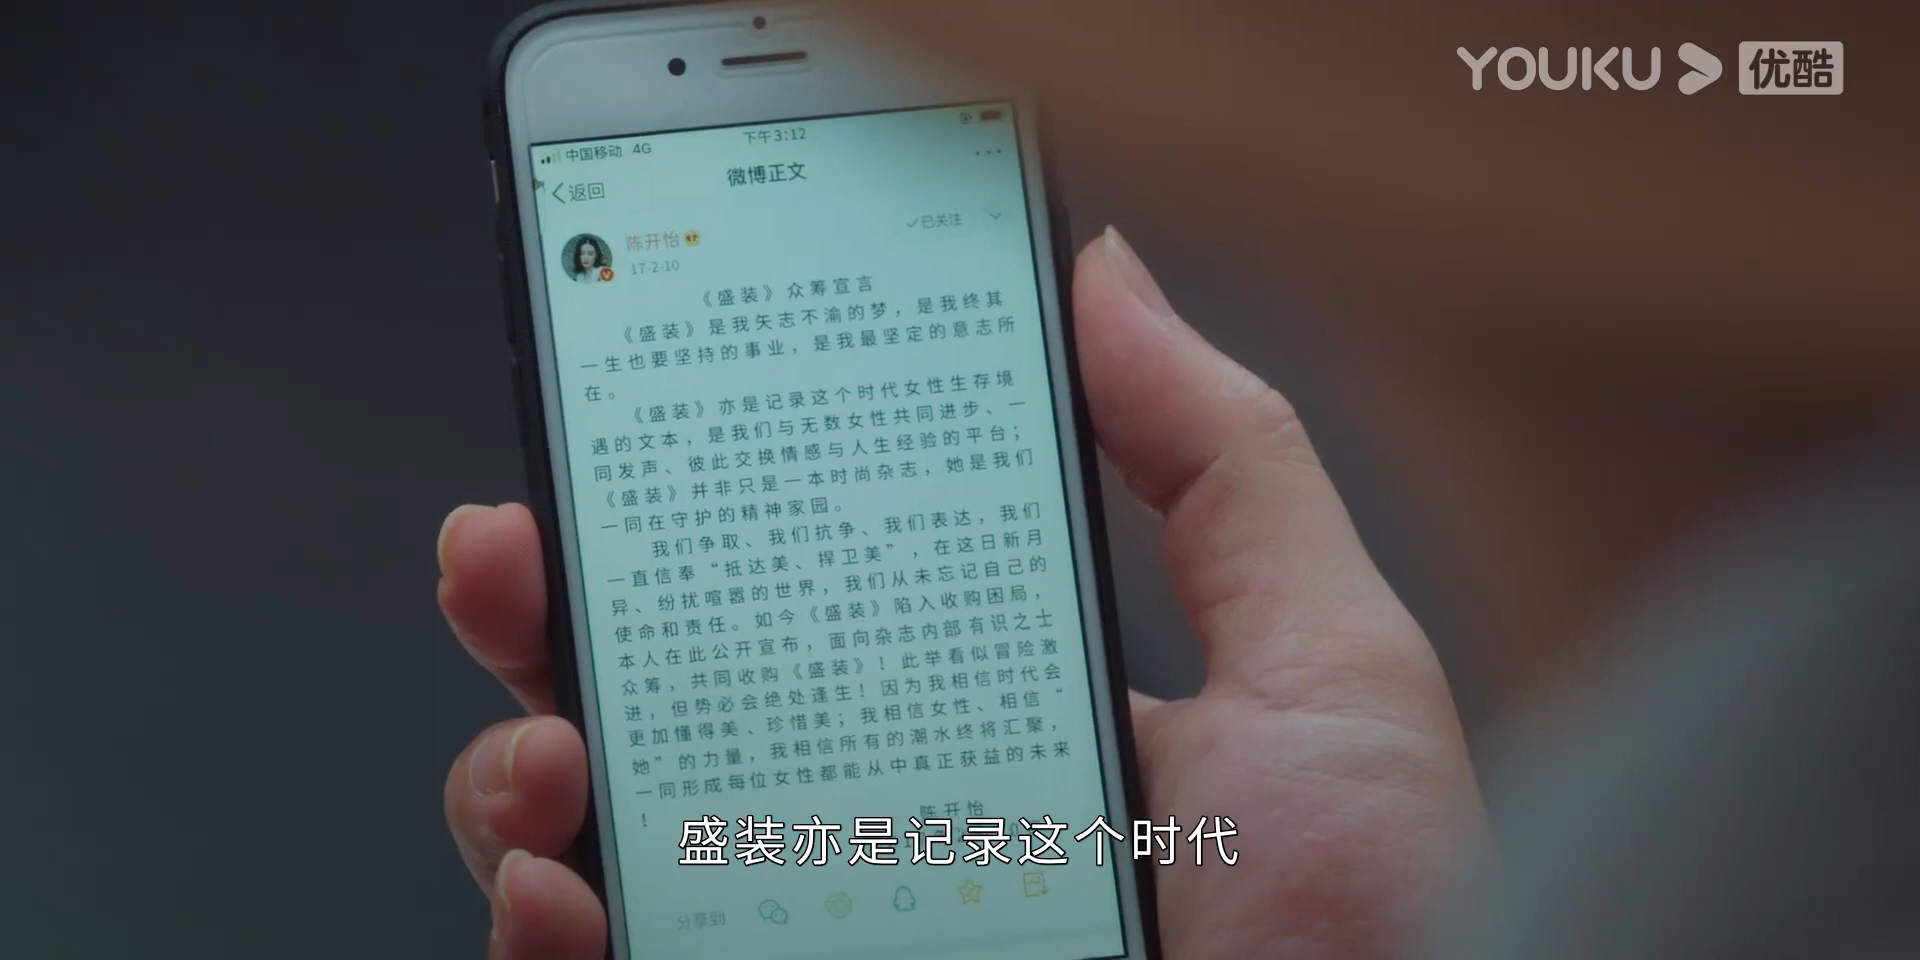 YOUKU 优酷
中国移动 4G 下午3:12
返回 微博正文
陈开怡 已关注
17-2-10
《盛装》众筹宣言
《盛装》是我矢志不渝的梦，是我终其
一生也要坚持的事业，是我最坚定的意志所
在。
《盛装》亦是记录这个时代女性生存境
遇的文本，是我们与无数女性共同进步、一
同发声、彼此交换情感与人生经验的平台；
《盛装》并非只是一本时尚杂志，她是我们
一同在守护的精神家园。
我们争取、我们抗争、我们表达，我们
一直信奉“抵达美、捍卫美”，在这日新月
异、纷扰喧嚣的世界，我们从未忘记自己的
使命和责任。如今《盛装》陷入收购困局，
本人在此公开宣布，面向杂志内部有识之士
众筹，共同收购《盛装》！此举看似冒险激
进，但势必会绝处逢生！因为我相信时代会
更加懂得美、珍惜美；我相信女性、相信“
她”的力量，我相信所有的潮水终将汇聚，
一同形成每位女性都能从中真正获益的未来
！
陈开怡
盛装亦是记录这个时代
分享到